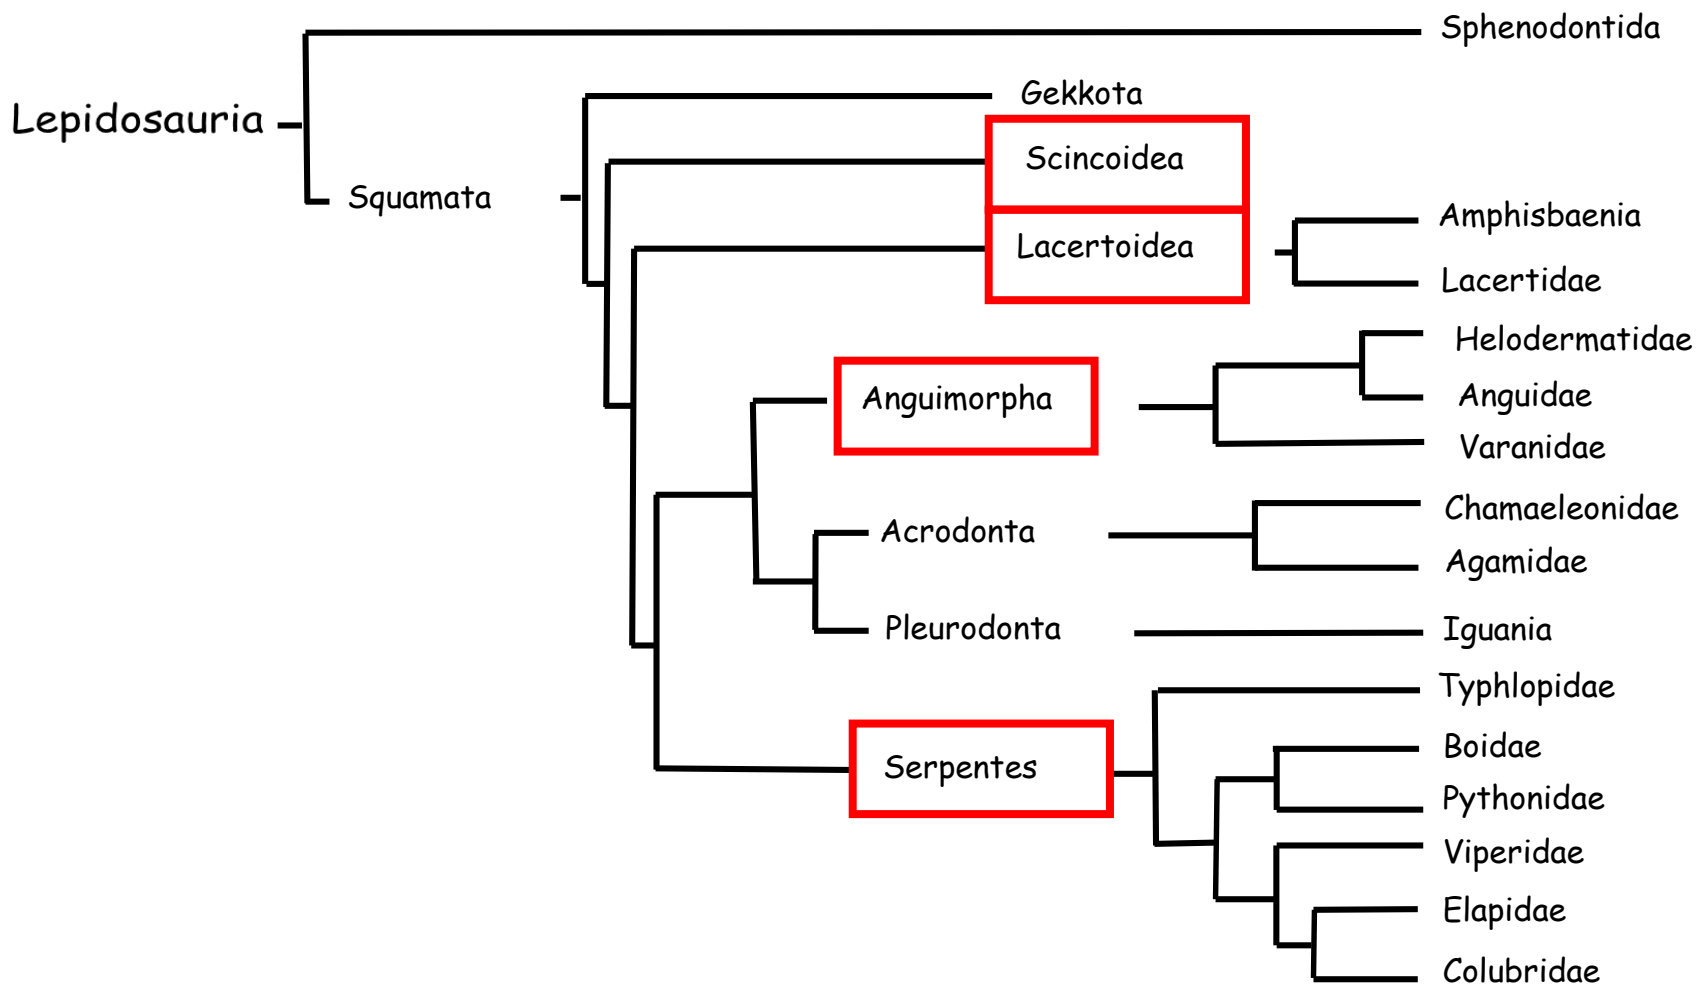 Sphenodontida
Gekkota
Lepidosauria
Scincoidea
Squamata
Amphisbaenia
Lacertoidea
Lacertidae
Helodermatidae
Anguimorpha
Anguidae
Varanidae
Chamaeleonidae
Acrodonta
Agamidae
Pleurodonta
Iguania
Typhlopidae
Boidae
Serpentes
Pythonidae
Viperidae
Elapidae
Colubridae